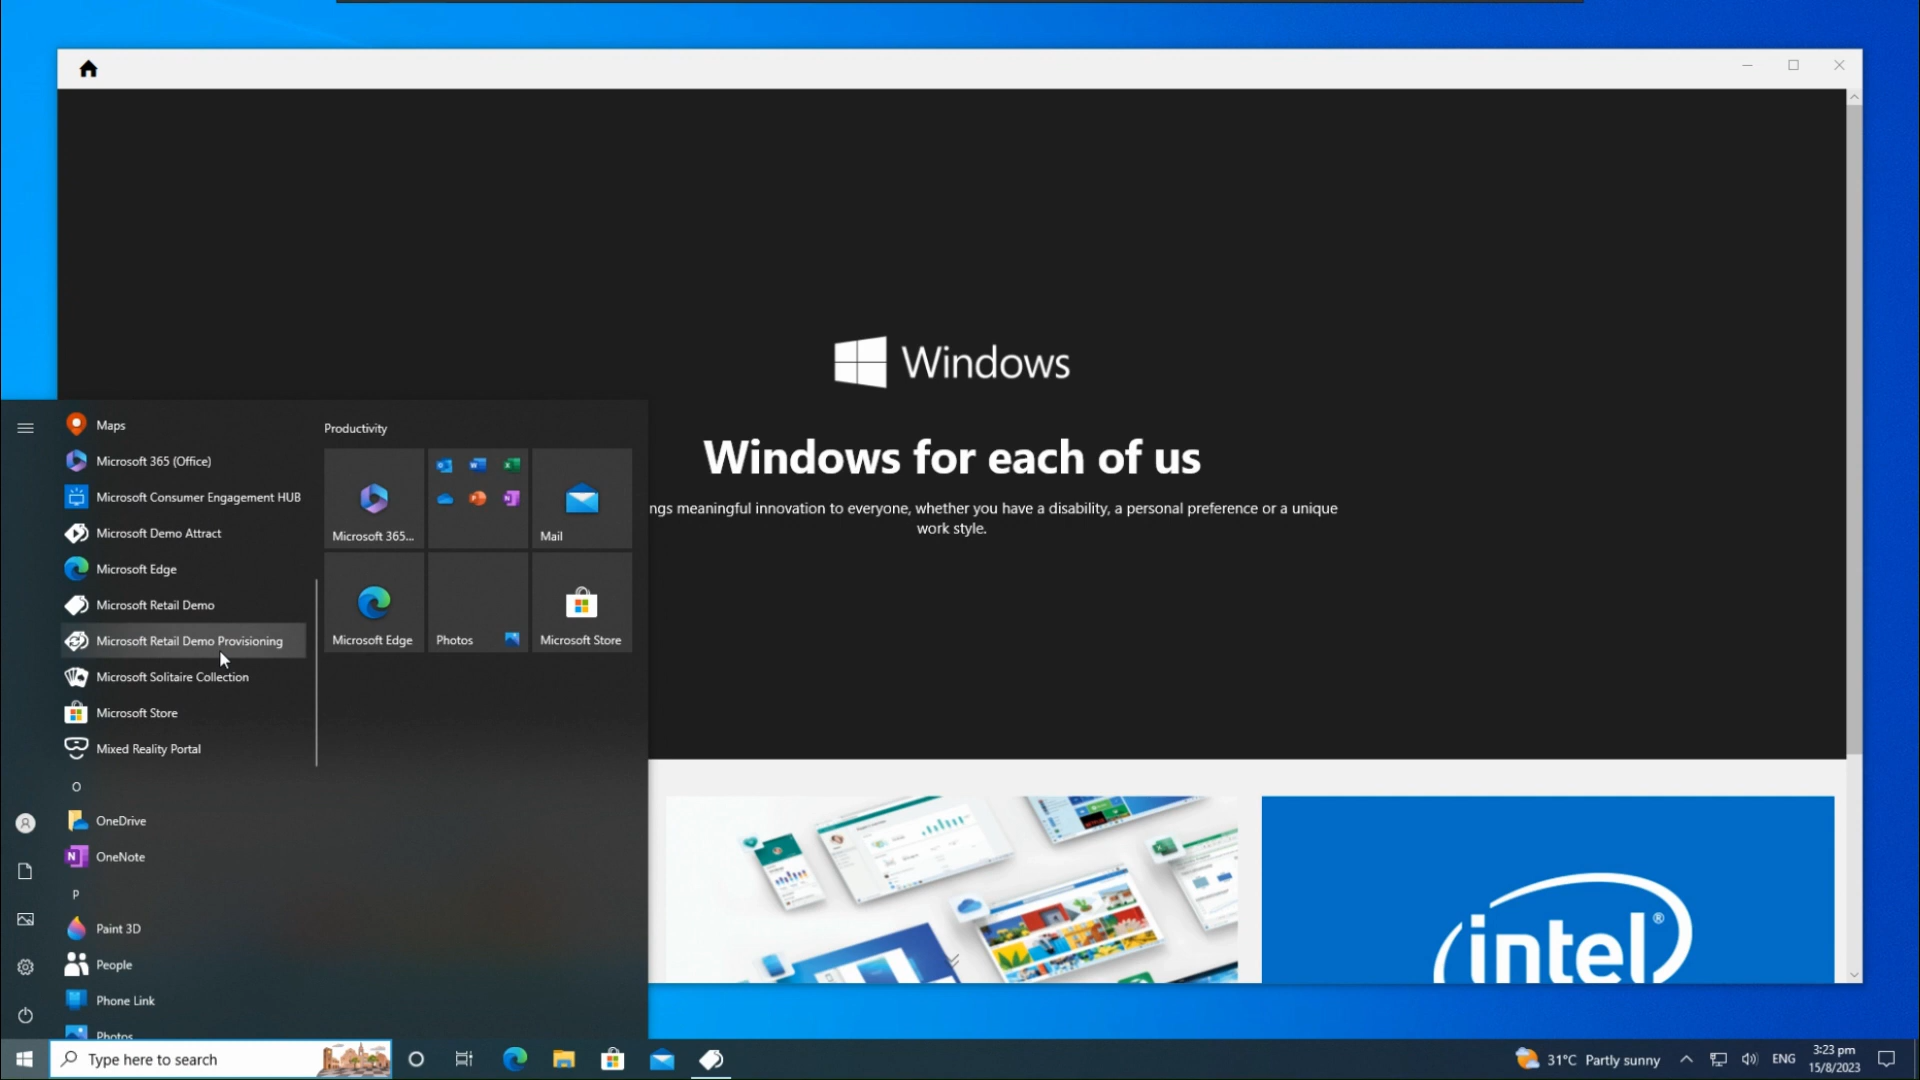 Windows
Windows for each of us
ngs meaningful innovation to everyone, whether you have a disability, a personal preference or a unique
work style.
Maps
Microsoft 365 (Office)
Microsoft Consumer Engagement HUB
Microsoft Demo Attract
Microsoft Edge
Microsoft Retail Demo
Microsoft Retail Demo Provisioning
Microsoft Solitaire Collection
Microsoft Store
Mixed Reality Portal
O
OneDrive
OneNote
P
Paint 3D
People
Phone Link
Photos
Productivity
Microsoft 365...
Mail
Microsoft Edge
Photos
Microsoft Store
intel®
Type here to search
31°C Partly sunny
ENG
3:23 pm
15/8/2023